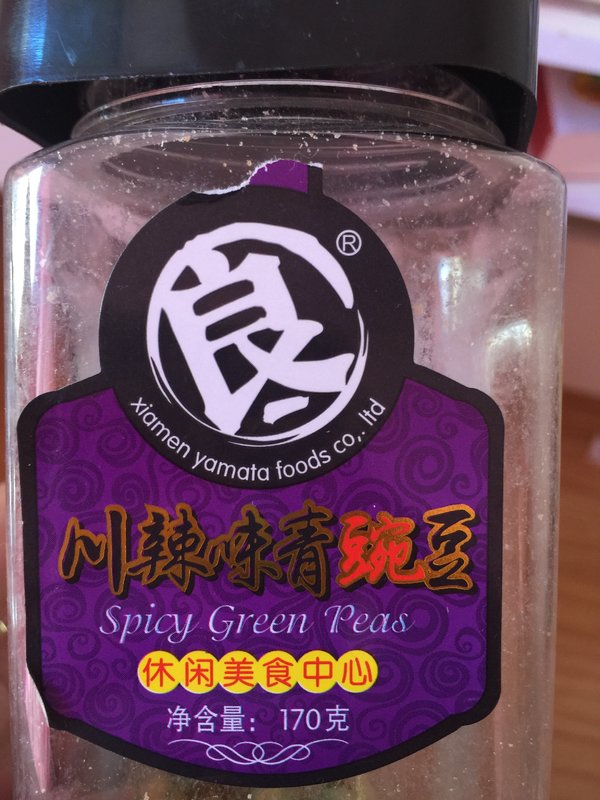 良®
xiamen yamata foods co,. ltd
川辣味青豌豆
Spicy Green Peas
休闲美食中心
净含量: 170克